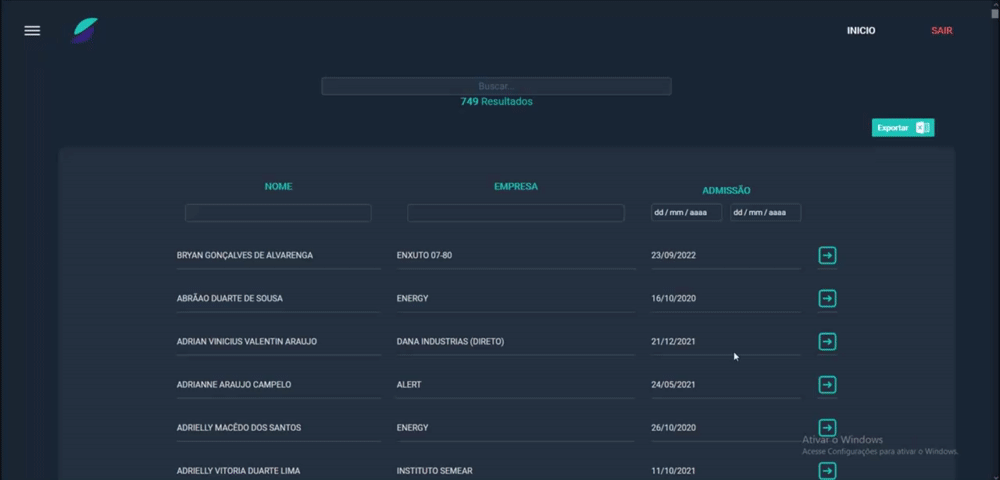 INICIO SAIR
Buscar...
749 Resultados
Exportar
NOME EMPRESA ADMISSÃO
dd / mm / aaaa dd / mm / aaaa
BRYAN GONÇALVES DE ALVARENGA ENXUTO 07-80 23/09/2022
ABRÃAO DUARTE DE SOUSA ENERGY 16/10/2020
ADRIAN VINICIUS VALENTIN ARAUJO DANA INDUSTRIAS (DIRETO) 21/12/2021
ADRIANNE ARAUJO CAMPELO ALERT 24/05/2021
ADRIELLY MACÊDO DOS SANTOS ENERGY 26/10/2020
Ativar o Windows
Acesse Configurações para ativar o Windows.
ADRIELLY VITORIA DUARTE LIMA INSTITUTO SEMEAR 11/10/2021